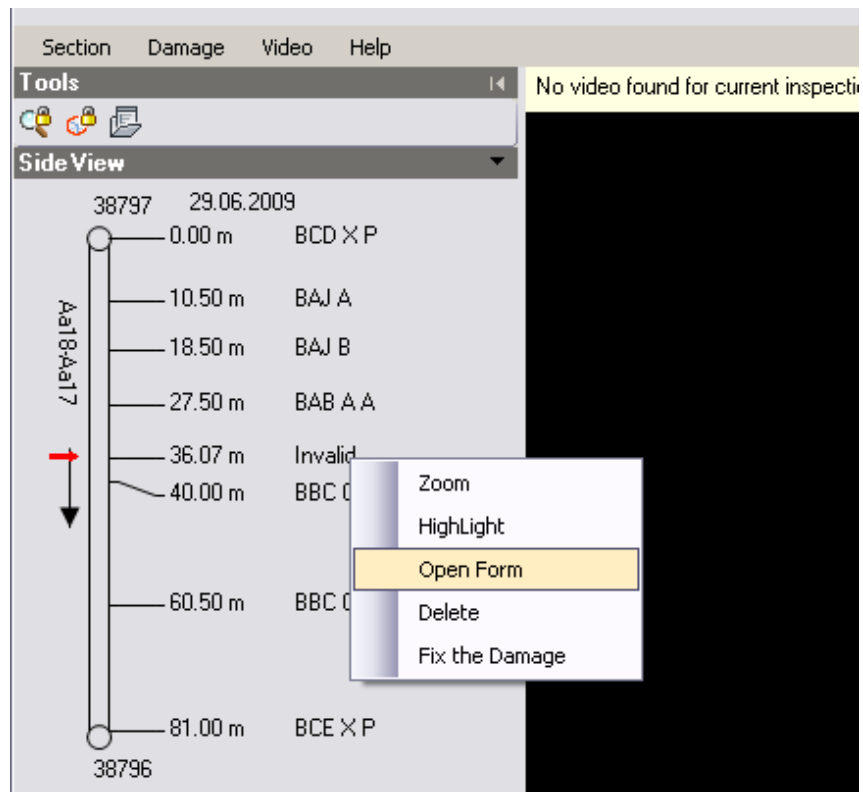 Section Damage Video Help
Tools
No video found for current
Side View
38797 29.06.2009
0.00 m BCD X P
10.50 m BAJ A
18.50 m BAJ B
Aa18-Aa17
27.50 m BAB A A
36.07 m Invalid
40.00 m BBC
60.50 m BBC
81.00 m BCE X P
38796
Zoom
HighLight
Open Form
Delete
Fix the Damage